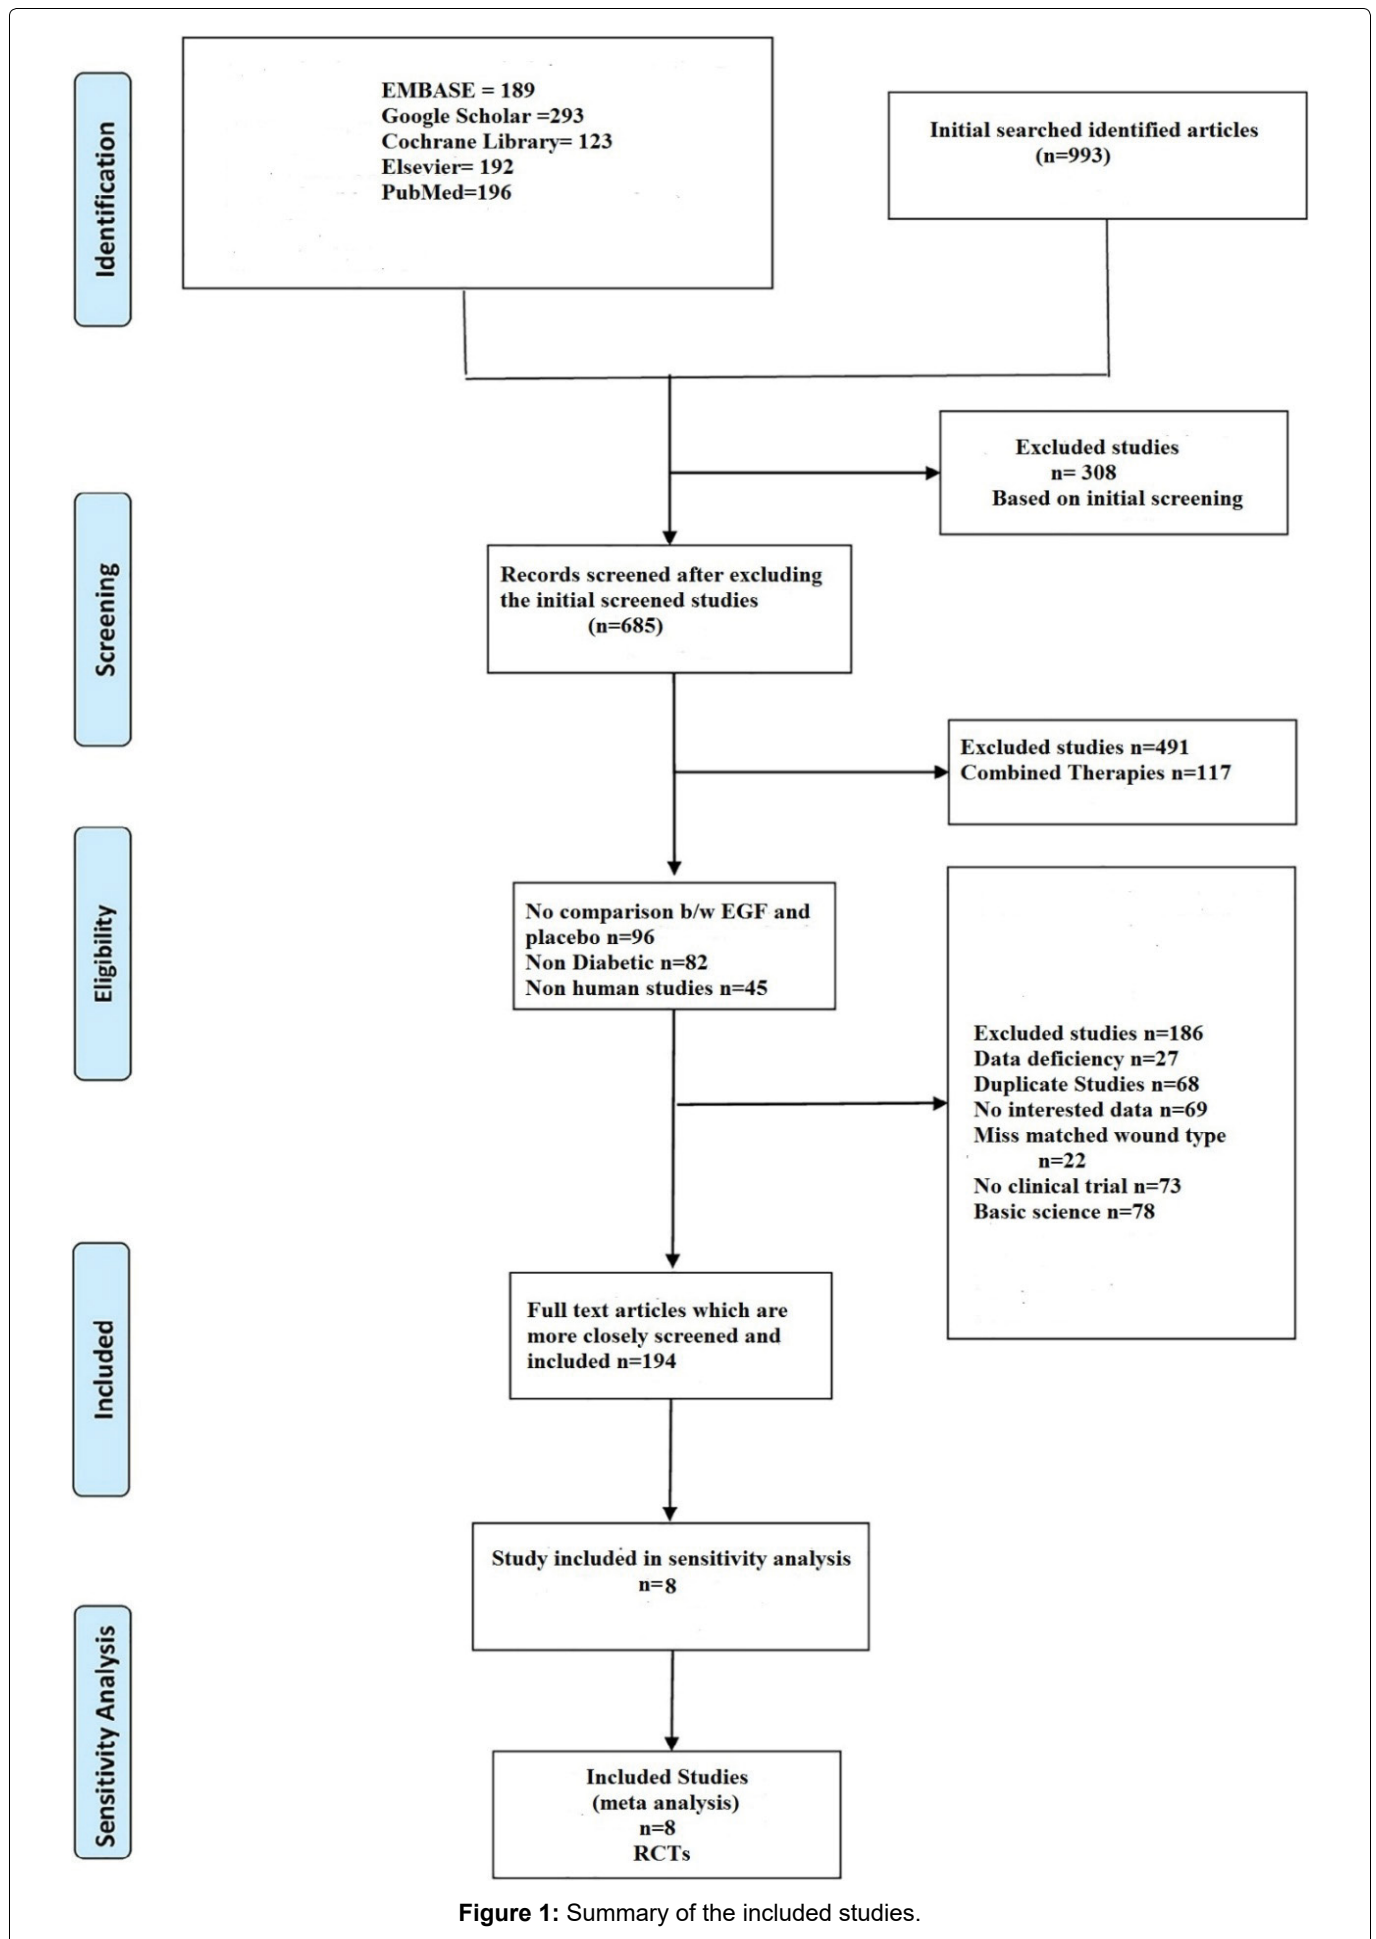 Identification
EMBASE = 189
Google Scholar =293
Cochrane Library= 123
Elsevier= 192
PubMed=196
Initial searched identified articles
(n=993)
Excluded studies
n= 308
Based on initial screening
Screening
Records screened after excluding
the initial screened studies
(n=685)
Excluded studies n=491
Combined Therapies n=117
Eligibility
No comparison b/w EGF and
placebo n=96
Non Diabetic n=82
Non human studies n=45
Excluded studies n=186
Data deficiency n=27
Duplicate Studies n=68
No interested data n=69
Miss matched wound type
n=22
No clinical trial n=73
Basic science n=78
Included
Full text articles which are
more closely screened and
included n=194
Study included in sensitivity analysis
n=8
Sensitivity Analysis
Included Studies
(meta analysis)
n=8
RCTs
Figure 1: Summary of the included studies.